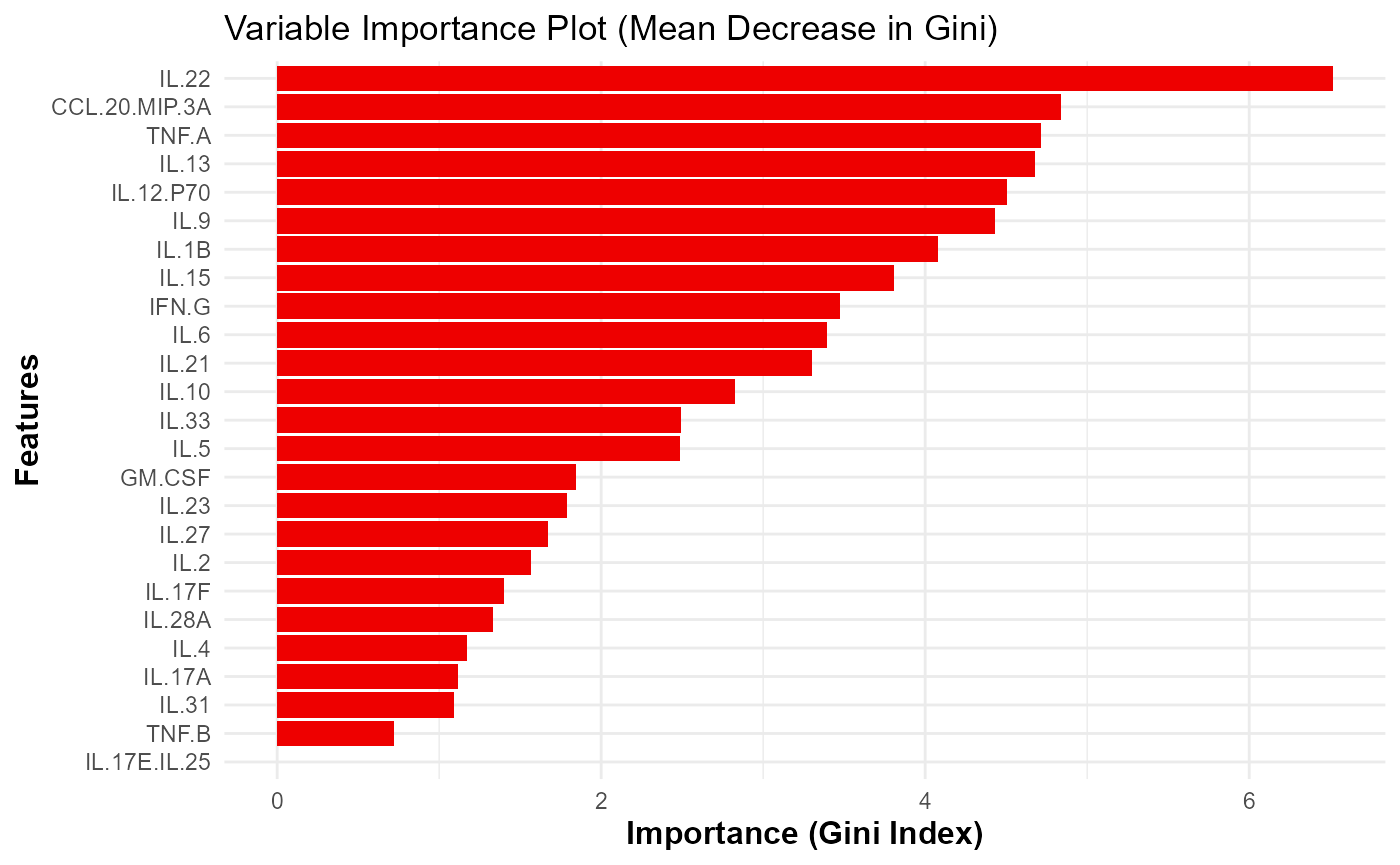 Variable Importance Plot (Mean Decrease in Gini)
Features
IL.22
CCL.20.MIP.3A
TNF.A
IL.13
IL.12.P70
IL.9
IL.1B
IL.15
IFN.G
IL.6
IL.21
IL.10
IL.33
IL.5
GM.CSF
IL.23
IL.27
IL.2
IL.17F
IL.28A
IL.4
IL.17A
IL.31
TNF.B
IL.17E.IL.25
0 2 4 6
Importance (Gini Index)